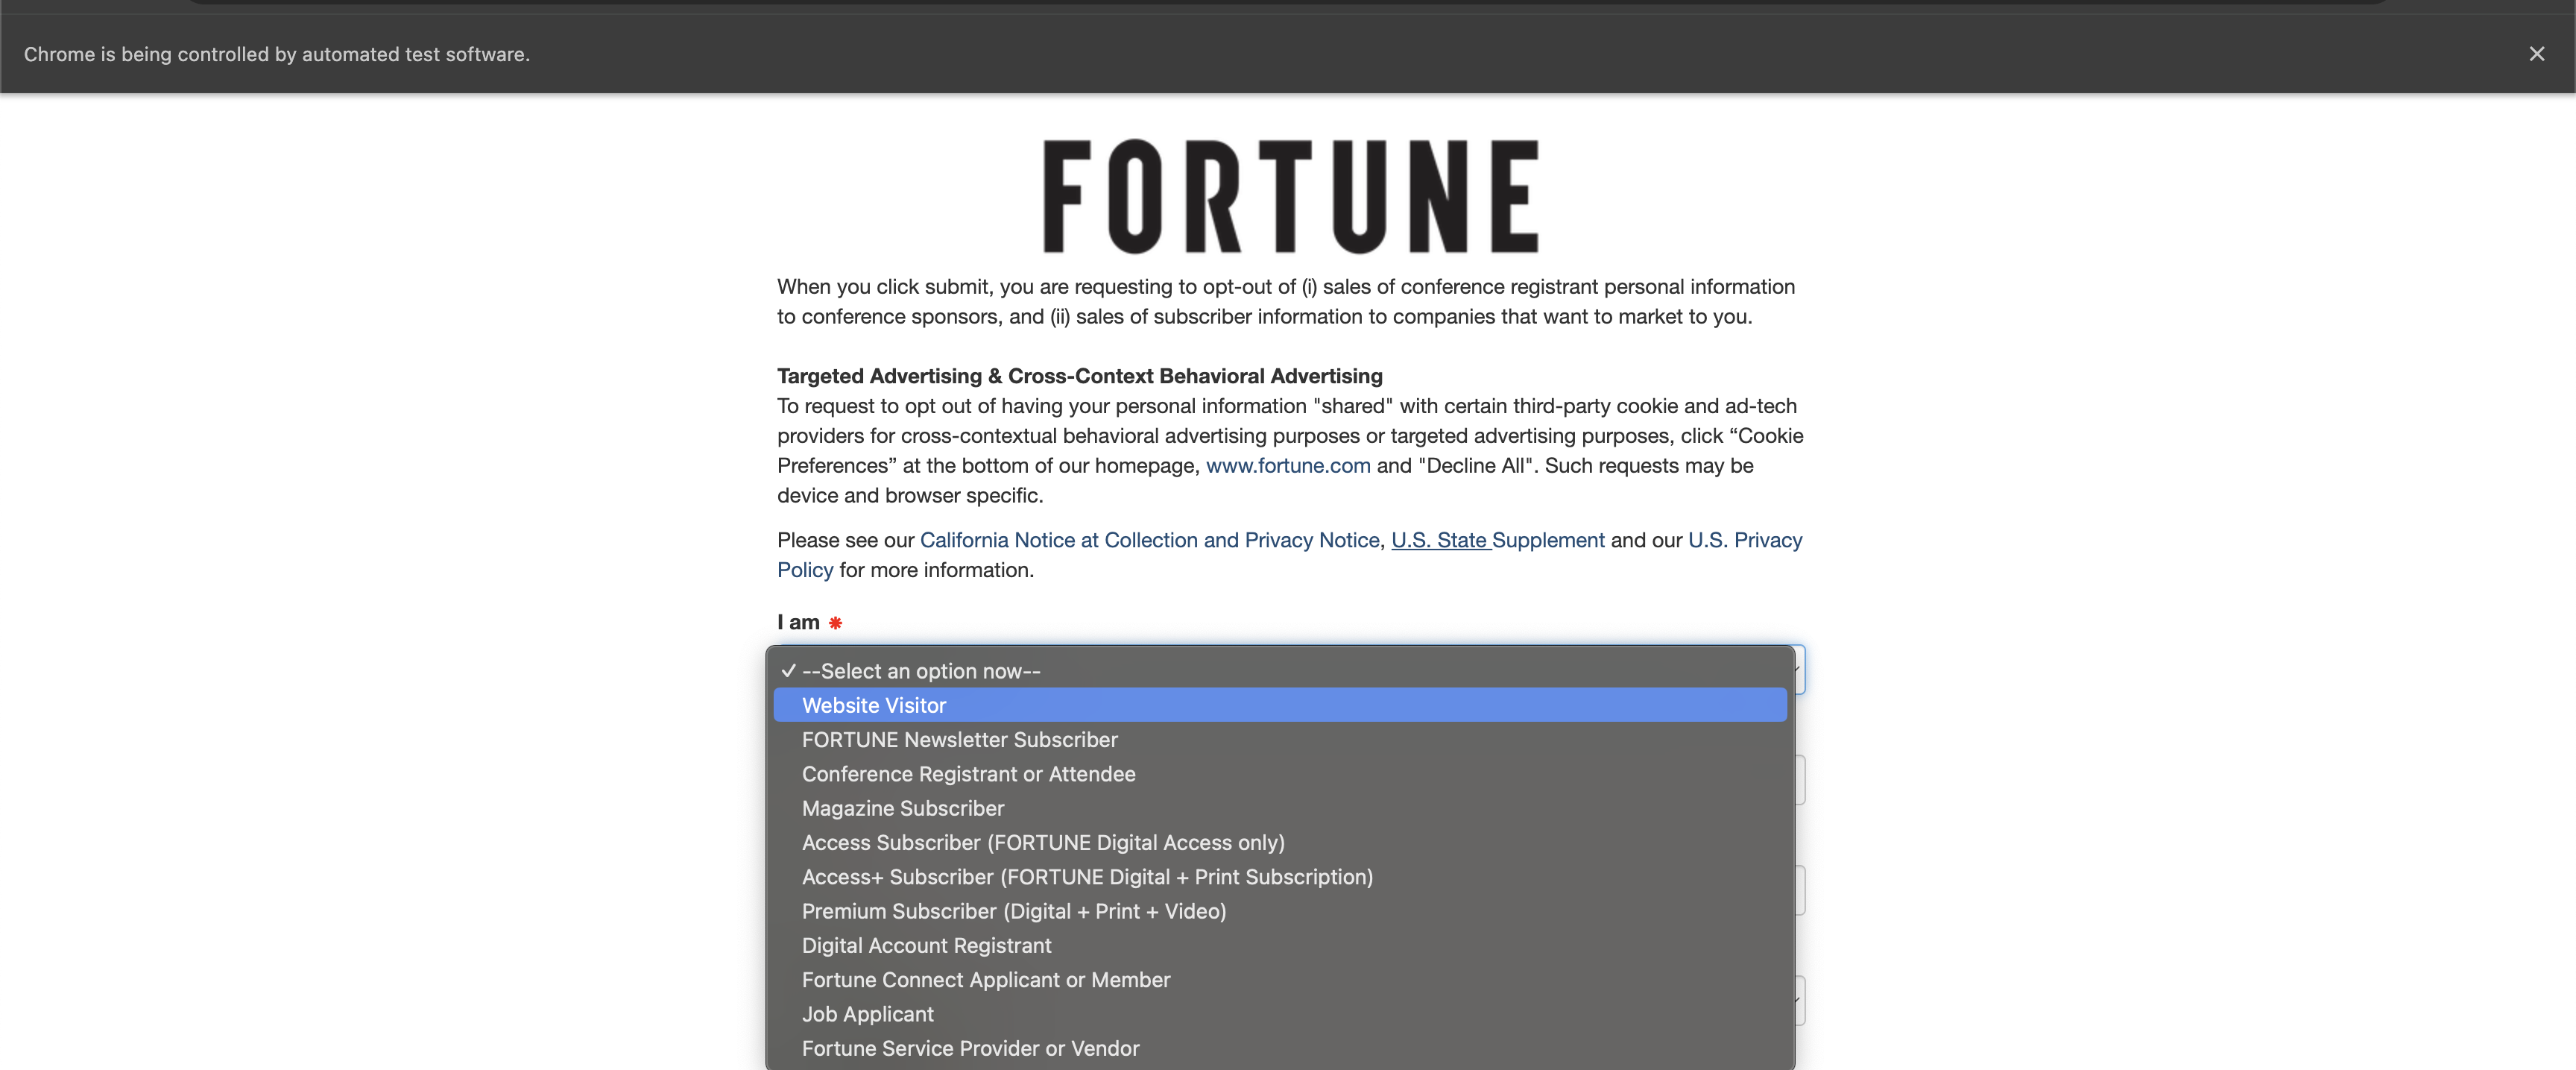 Chrome is being controlled by automated test software.
FORTUNE
When you click submit, you are requesting to opt-out of (i) sales of conference registrant personal information
to conference sponsors, and (ii) sales of subscriber information to companies that want to market to you.
Targeted Advertising & Cross-Context Behavioral Advertising
To request to opt out of having your personal information "shared" with certain third-party cookie and ad-tech
providers for cross-contextual behavioral advertising purposes or targeted advertising purposes, click “Cookie
Preferences” at the bottom of our homepage, www.fortune.com and "Decline All". Such requests may be
device and browser specific.
Please see our California Notice at Collection and Privacy Notice, U.S. State Supplement and our U.S. Privacy
Policy for more information.
I am *
✓ --Select an option now--
Website Visitor
FORTUNE Newsletter Subscriber
Conference Registrant or Attendee
Magazine Subscriber
Access Subscriber (FORTUNE Digital Access only)
Access+ Subscriber (FORTUNE Digital + Print Subscription)
Premium Subscriber (Digital + Print + Video)
Digital Account Registrant
Fortune Connect Applicant or Member
Job Applicant
Fortune Service Provider or Vendor